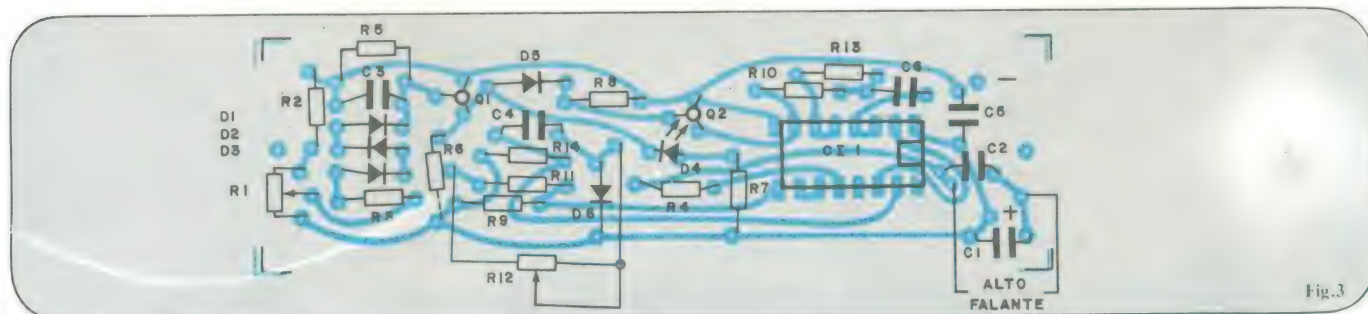 R5
D5
R13
C3
R10
C6
R2
R8
Q1
Q2
C5
C4
D1
D2
D3
R6
R14
CI 1
C2
D4
R1
R11
R7
R4
R9
D6
+
C1
R12
ALTO
FALANTE
Fig.3